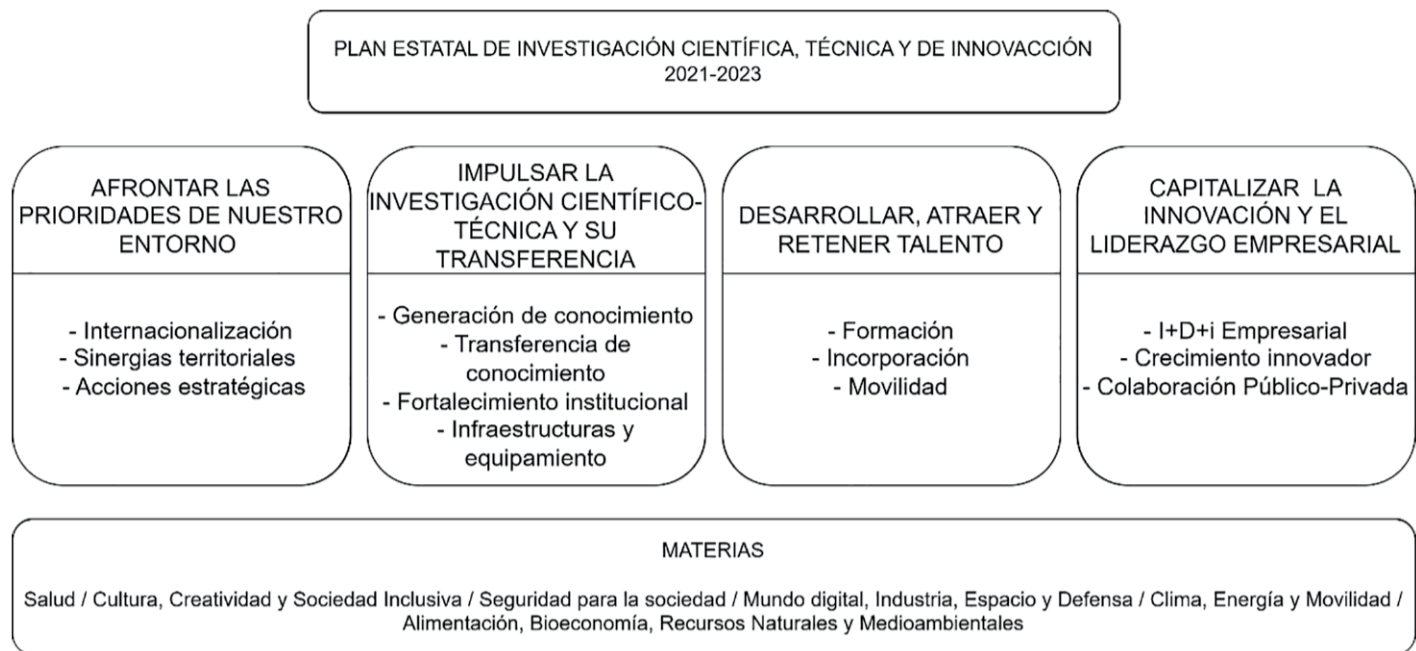 PLAN ESTATAL DE INVESTIGACIÓN CIENTÍFICA, TÉCNICA Y DE INNOVACCIÓN
2021-2023
AFRONTAR LAS
PRIORIDADES DE NUESTRO
ENTORNO
- Internacionalización
- Sinergias territoriales
- Acciones estratégicas
IMPULSAR LA
INVESTIGACIÓN CIENTÍFICO-
TÉCNICA Y SU
TRANSFERENCIA
- Generación de conocimiento
- Transferencia de
conocimiento
- Fortalecimiento institucional
- Infraestructuras y
equipamiento
DESARROLLAR, ATRAER Y
RETENER TALENTO
- Formación
- Incorporación
- Movilidad
CAPITALIZAR LA
INNOVACIÓN Y EL
LIDERAZGO EMPRESARIAL
- I+D+i Empresarial
- Crecimiento innovador
- Colaboración Público-Privada
MATERIAS
Salud / Cultura, Creatividad y Sociedad Inclusiva / Seguridad para la sociedad / Mundo digital, Industria, Espacio y Defensa / Clima, Energía y Movilidad /
Alimentación, Bioeconomía, Recursos Naturales y Medioambientales